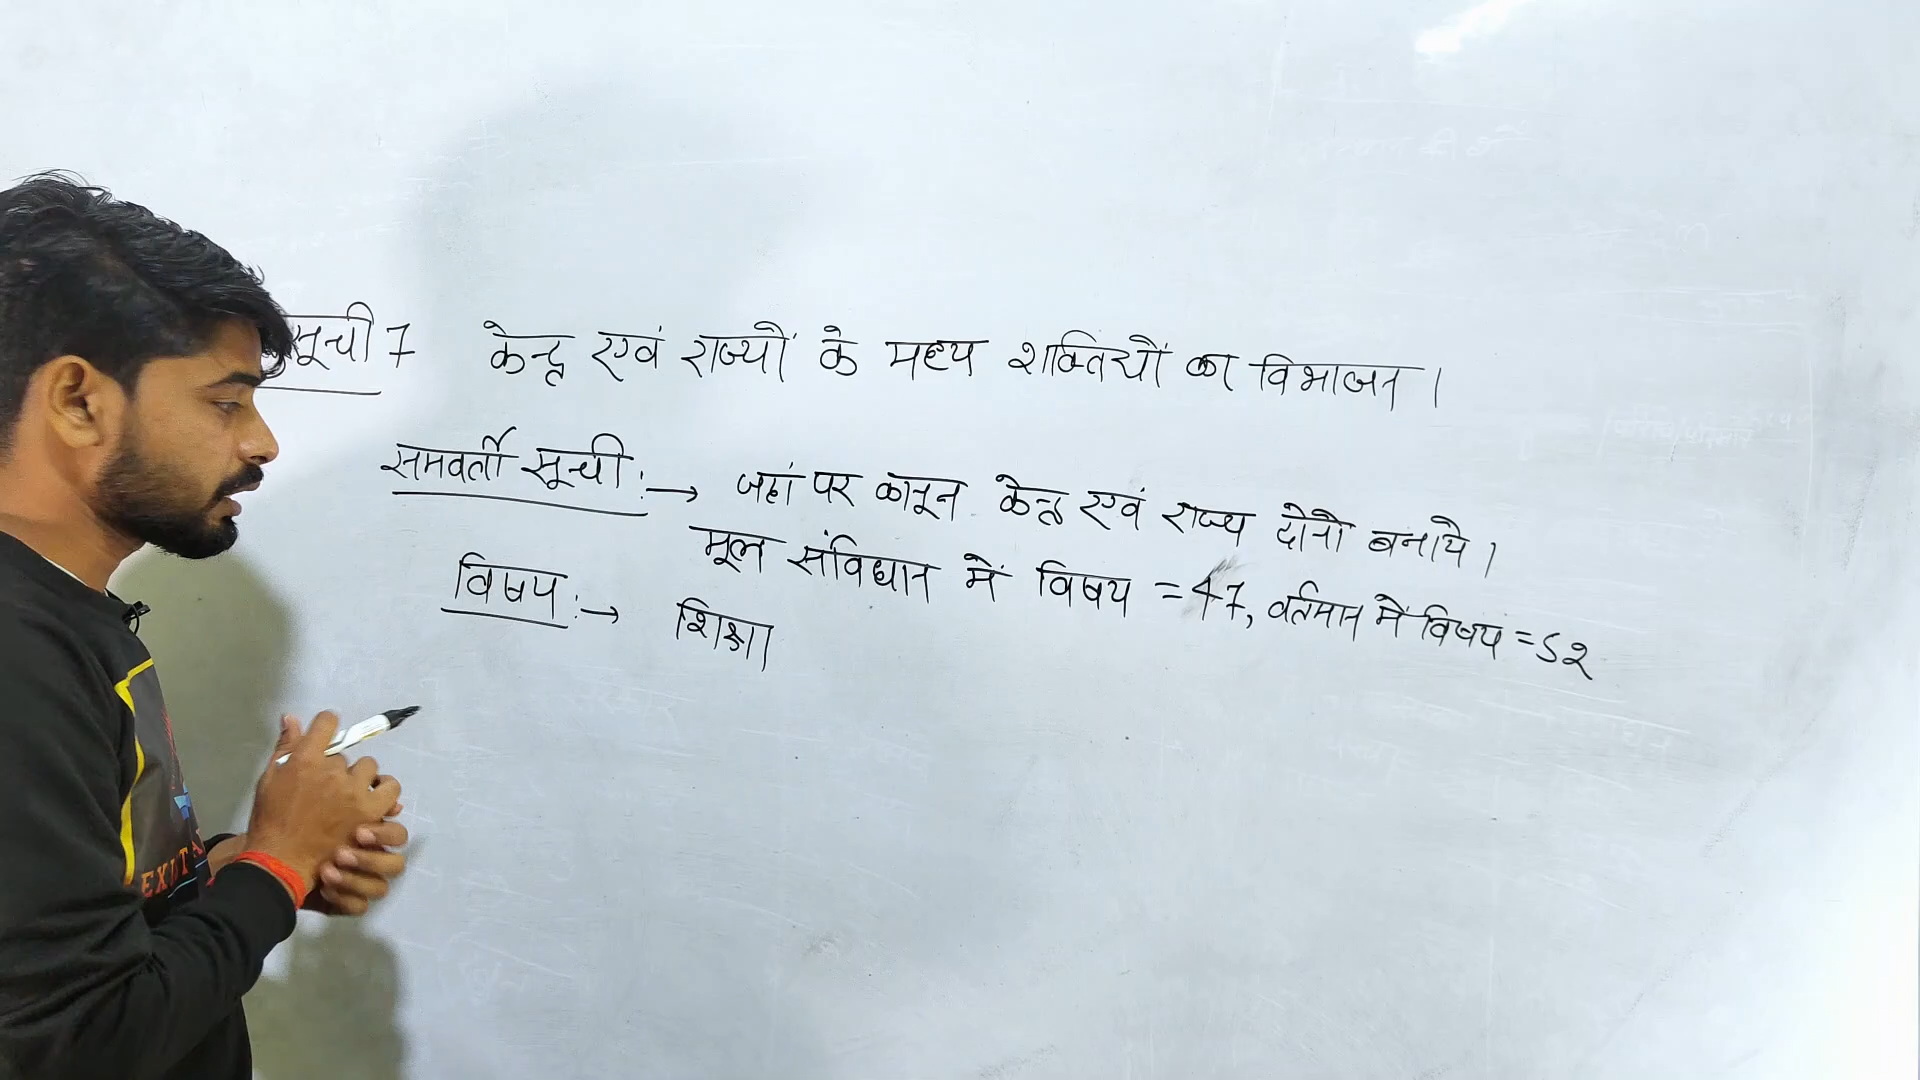 सूची 7 केन्द्र एवं राज्यों के मध्य शक्तियों का विभाजन।
समवर्ती सूची :→ जहां पर कानून केन्द्र एवं राज्य दोनो बनाये।
मूल संविधान में विषय = 47, वर्तमान में विषय = 52
विषय :→ शिक्षा